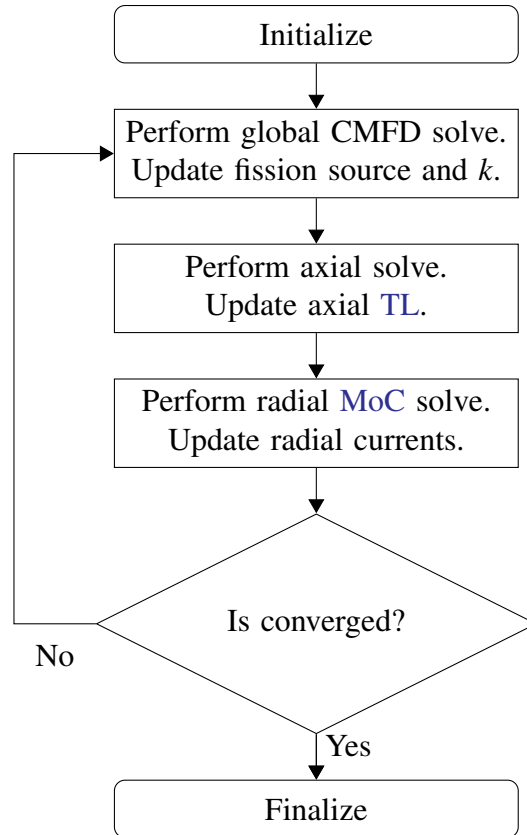 Initialize
Perform global CMFD solve.
Update fission source and k.
Perform axial solve.
Update axial TL.
Perform radial MoC solve.
Update radial currents.
Is converged?
No
Yes
Finalize